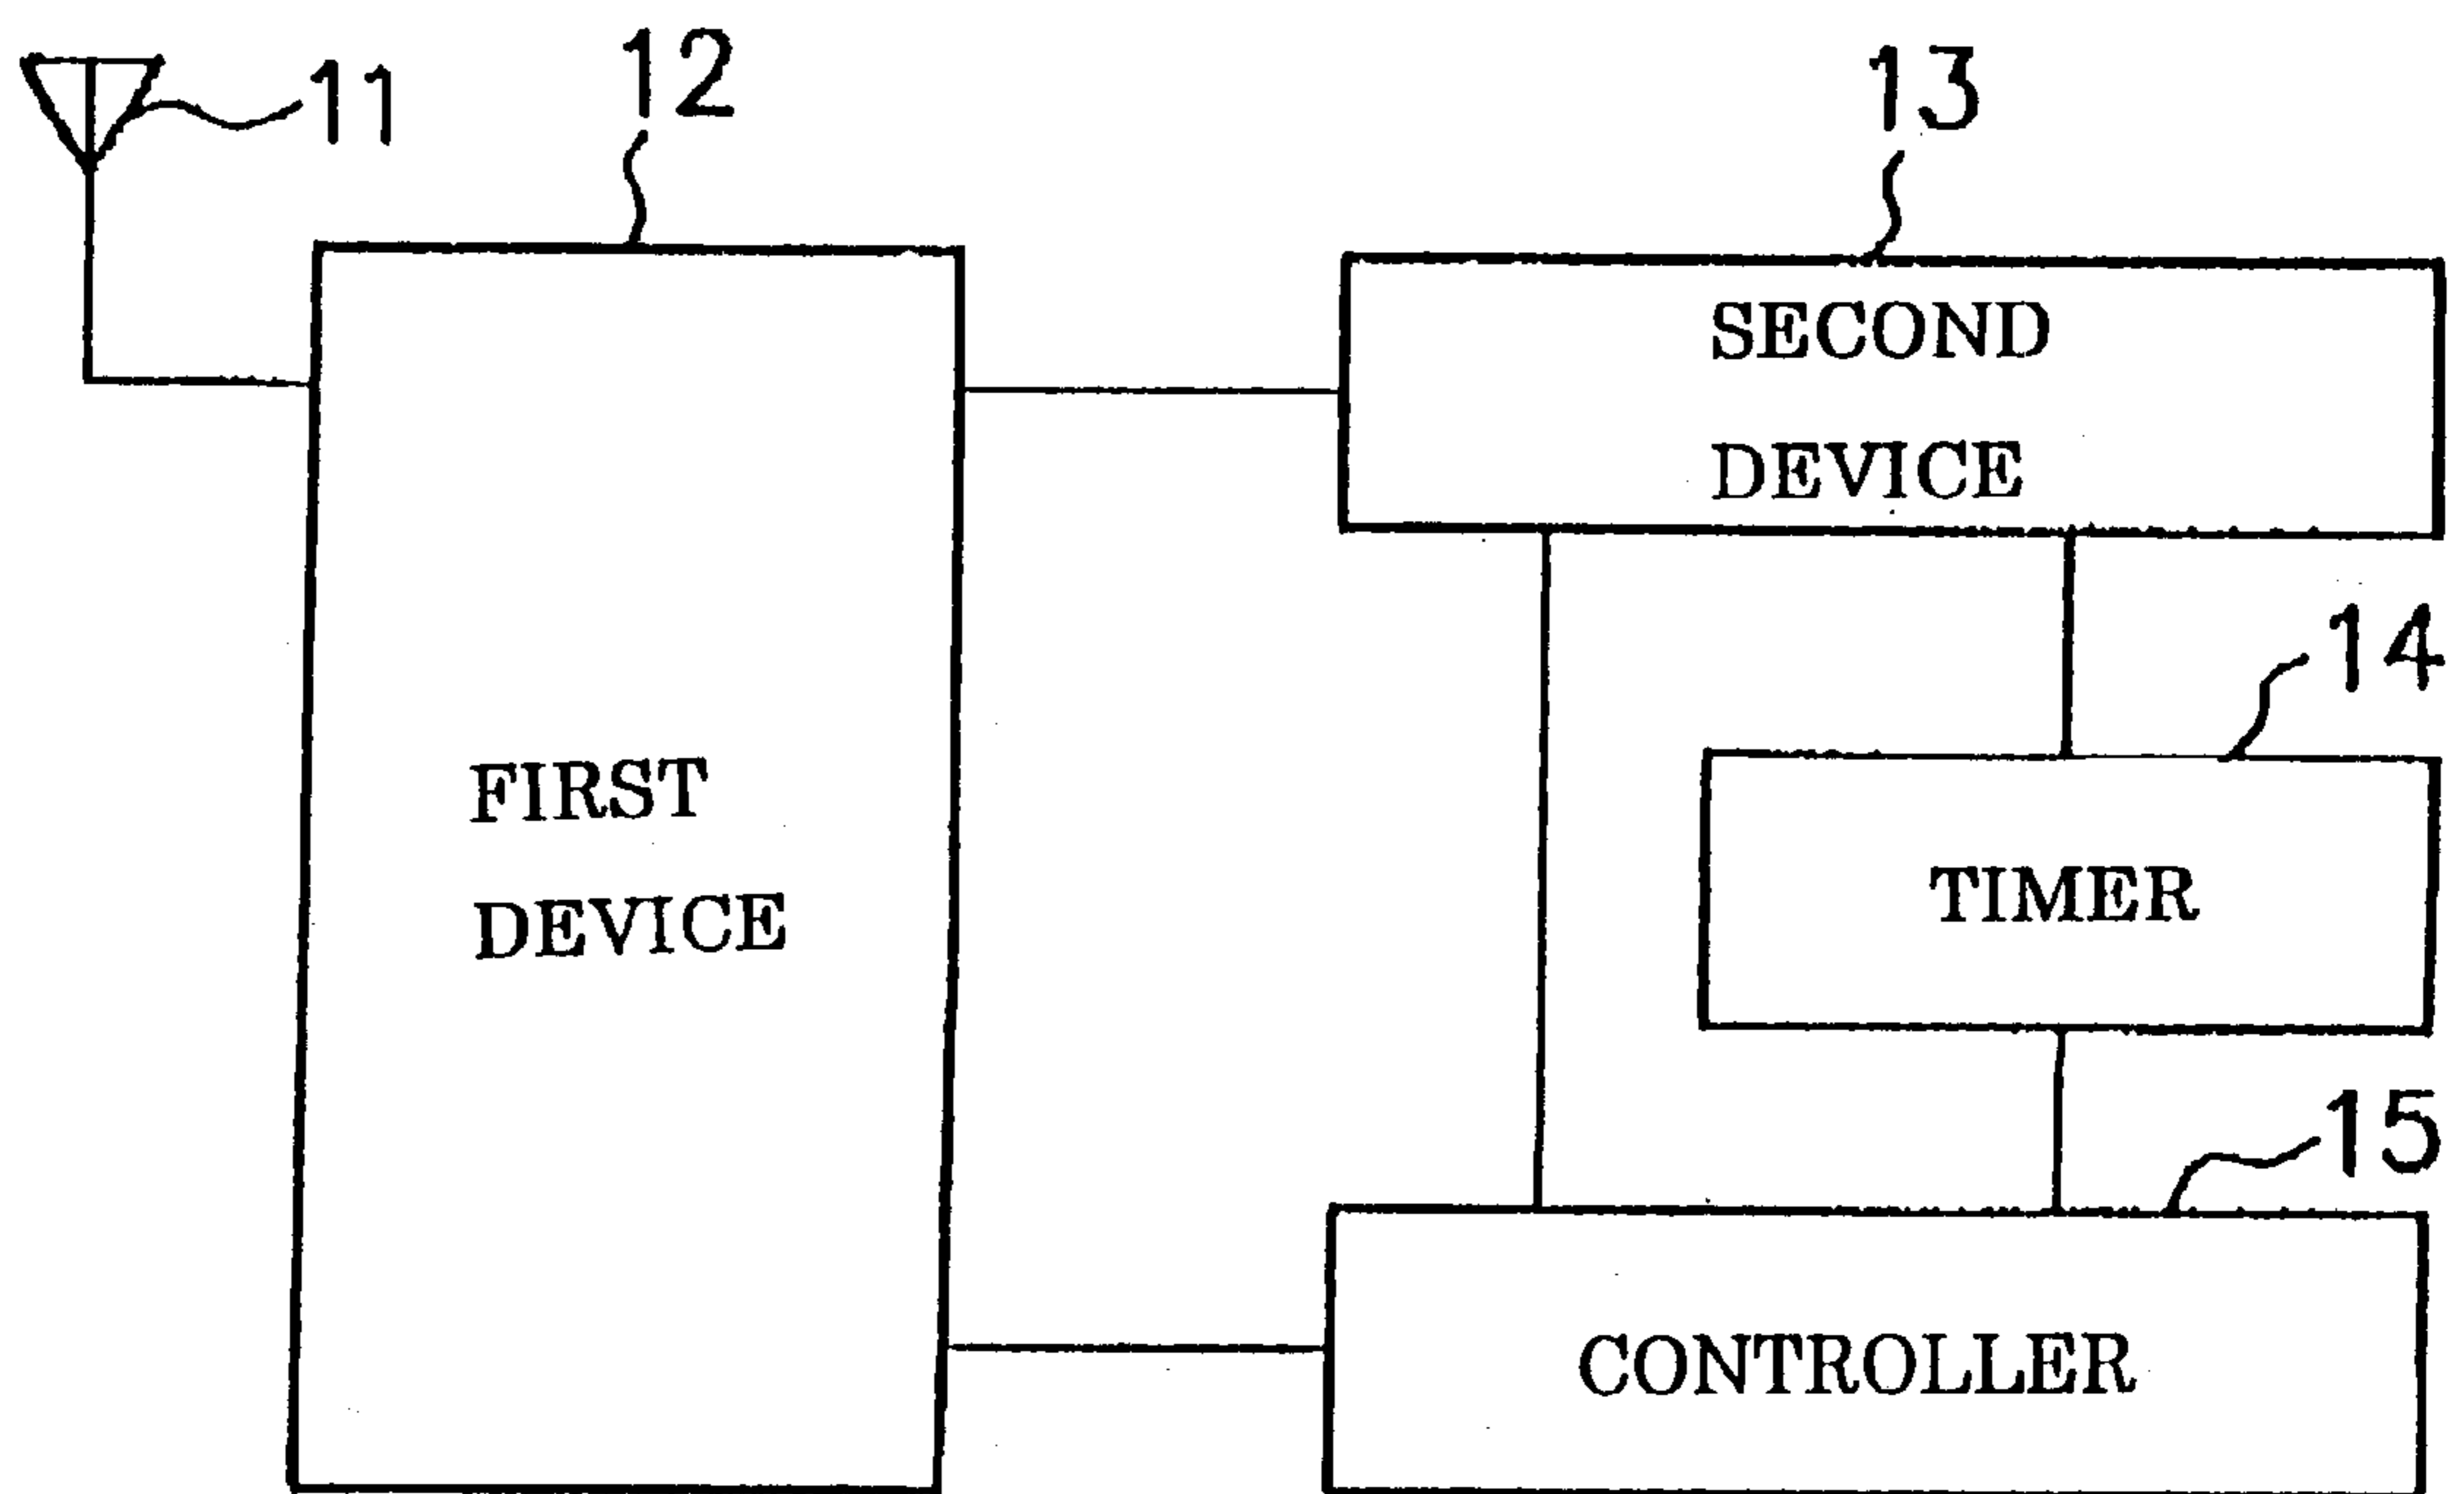 11
12
13
SECOND
DEVICE
14
FIRST
DEVICE
TIMER
15
CONTROLLER